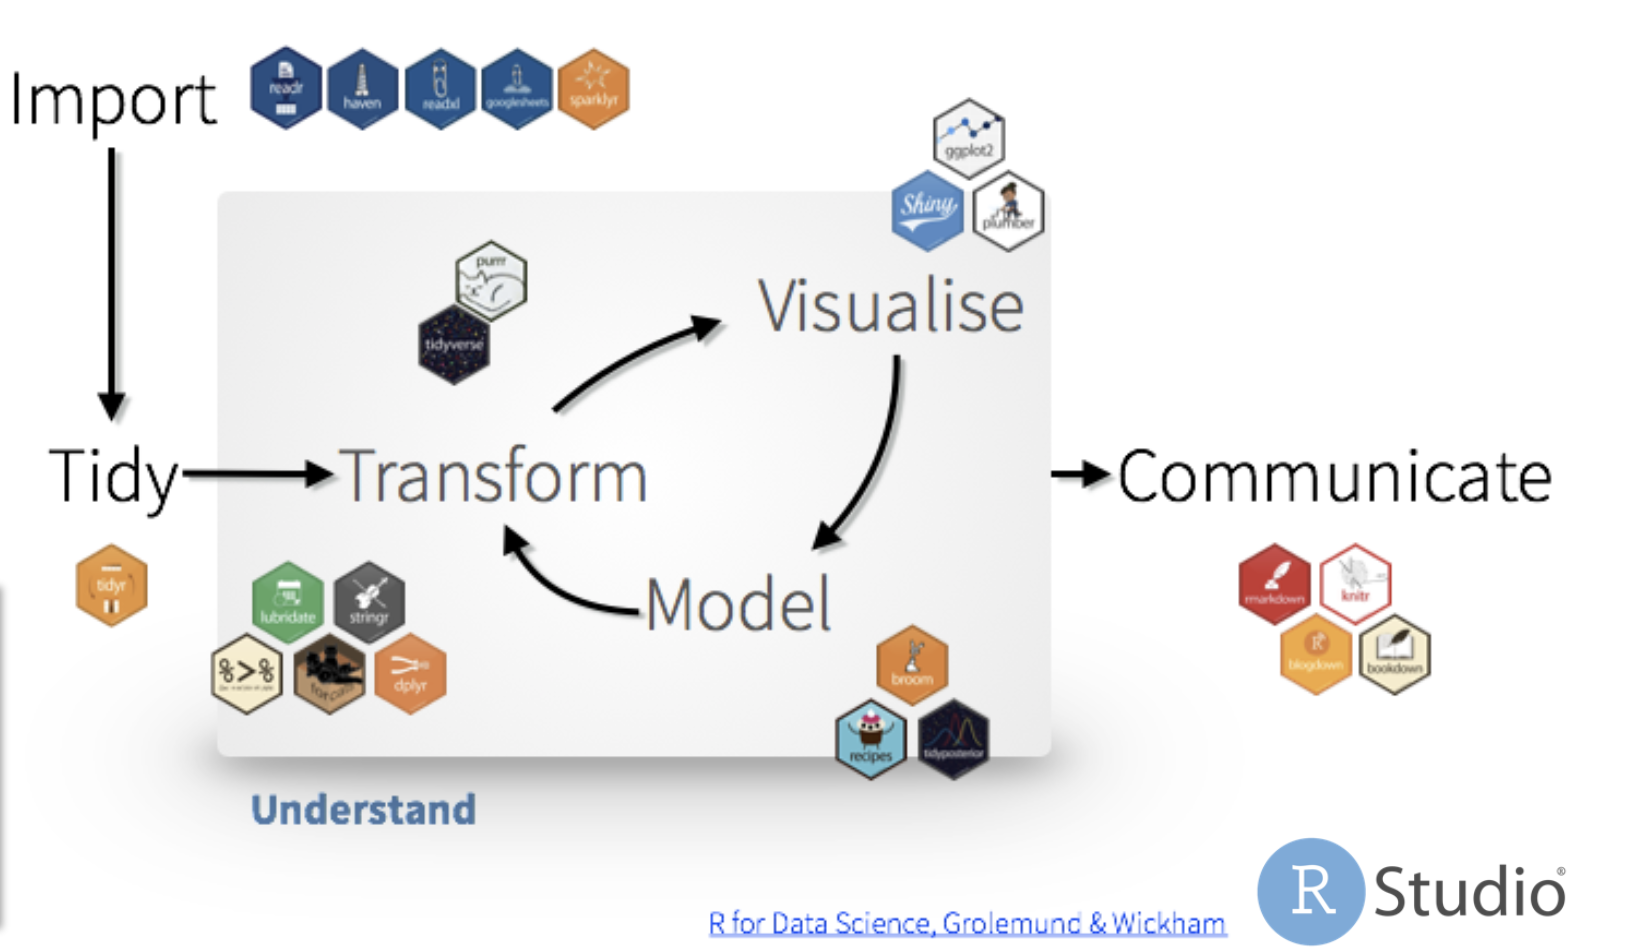 Import
readr
haven
readxl
googlesheets
sparklyr
ggplot2
Shiny
plumber
purrr
tidyverse
Visualise
Tidy
Transform
Communicate
tidyr
lubridate
stringr
%>%
forcats
dplyr
Model
broom
recipes
tidyposterior
rmarkdown
knitr
blogdown
bookdown
Understand
R for Data Science, Grolemund & Wickham
R Studio®